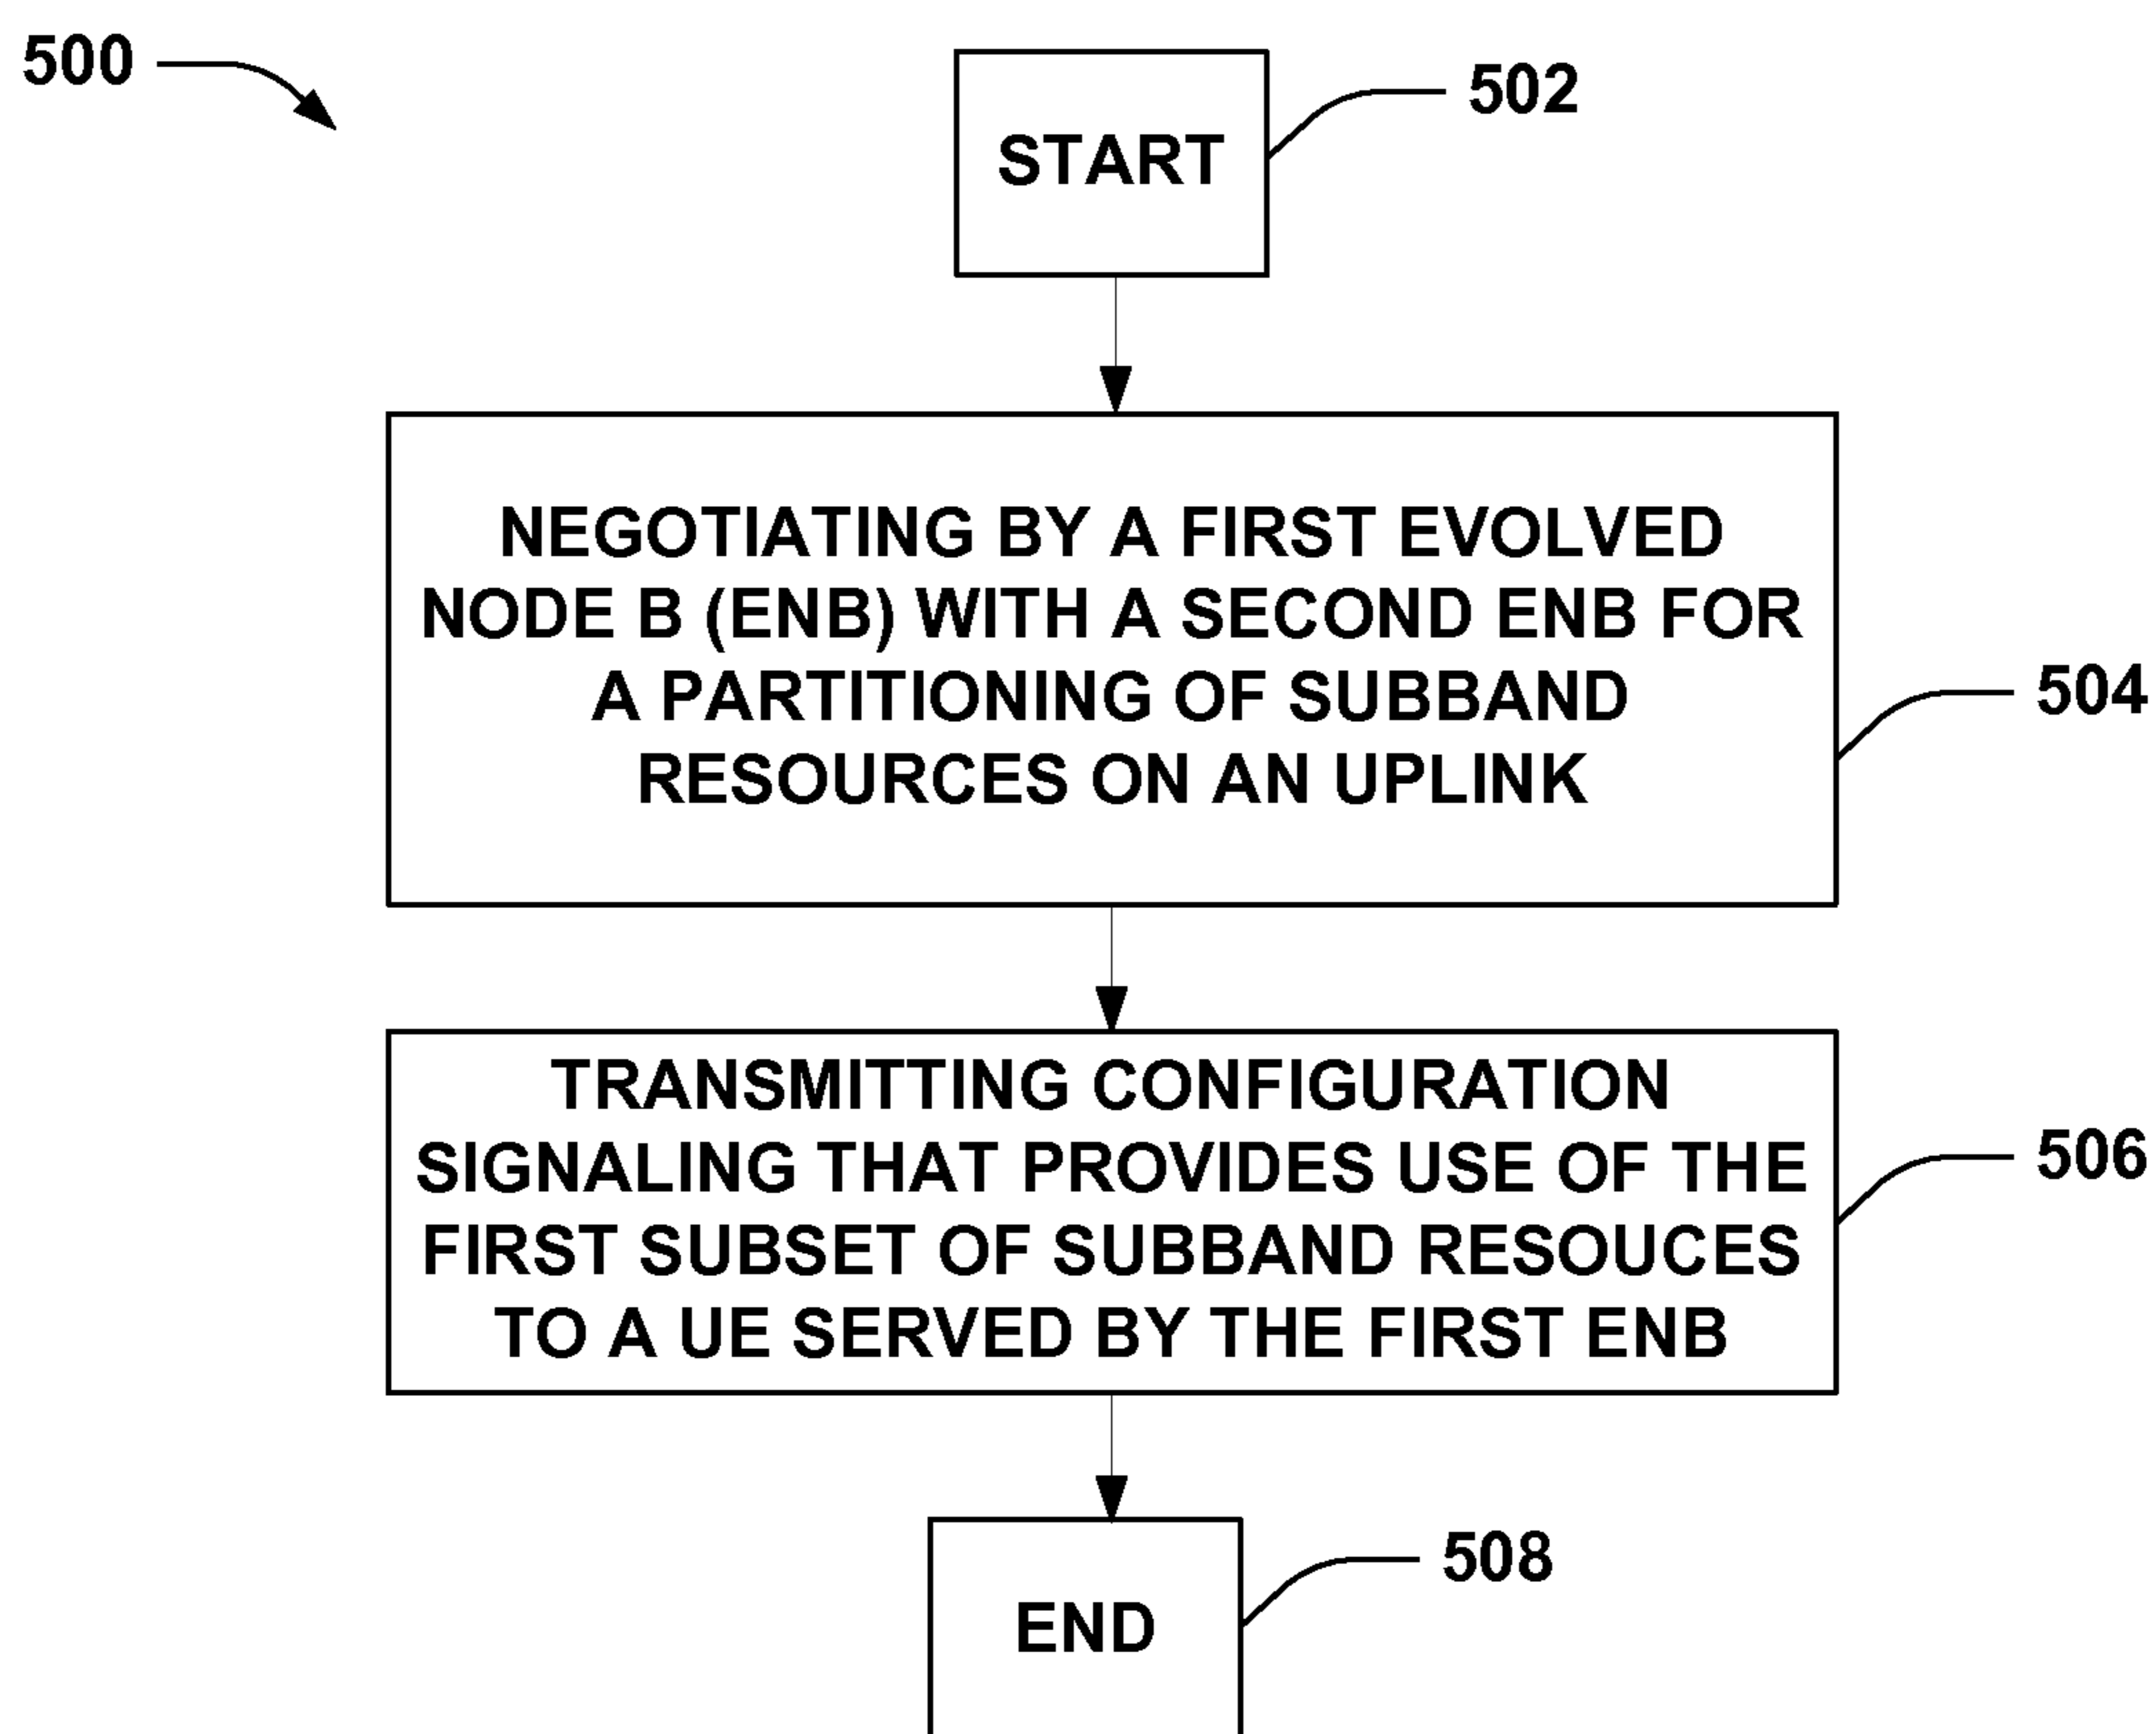 500
START
502
NEGOTIATING BY A FIRST EVOLVED
NODE B (ENB) WITH A SECOND ENB FOR
A PARTITIONING OF SUBBAND
RESOURCES ON AN UPLINK
504
TRANSMITTING CONFIGURATION
SIGNALING THAT PROVIDES USE OF THE
FIRST SUBSET OF SUBBAND RESOUCES
TO A UE SERVED BY THE FIRST ENB
506
END
508